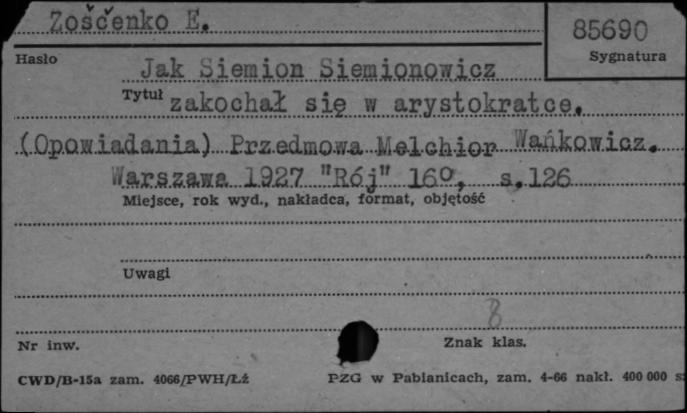 Zoščenko E.
85690
Sygnatura
Hasło
Jak Siemion Siemionowicz
Tytuł zakochał się w arystokratce.
(Opowiadania) Przedmowa Melchior Wańkowicz.
Warszawa 1927 "Rój" 16º, s.126
Miejsce, rok wyd., nakładca, format, objętość
Uwagi
8
Nr inw.
Znak klas.
CWD/B-15a zam. 4066/PWH/Łż
PZG w Pabianicach, zam. 4-66 nakł. 400 000